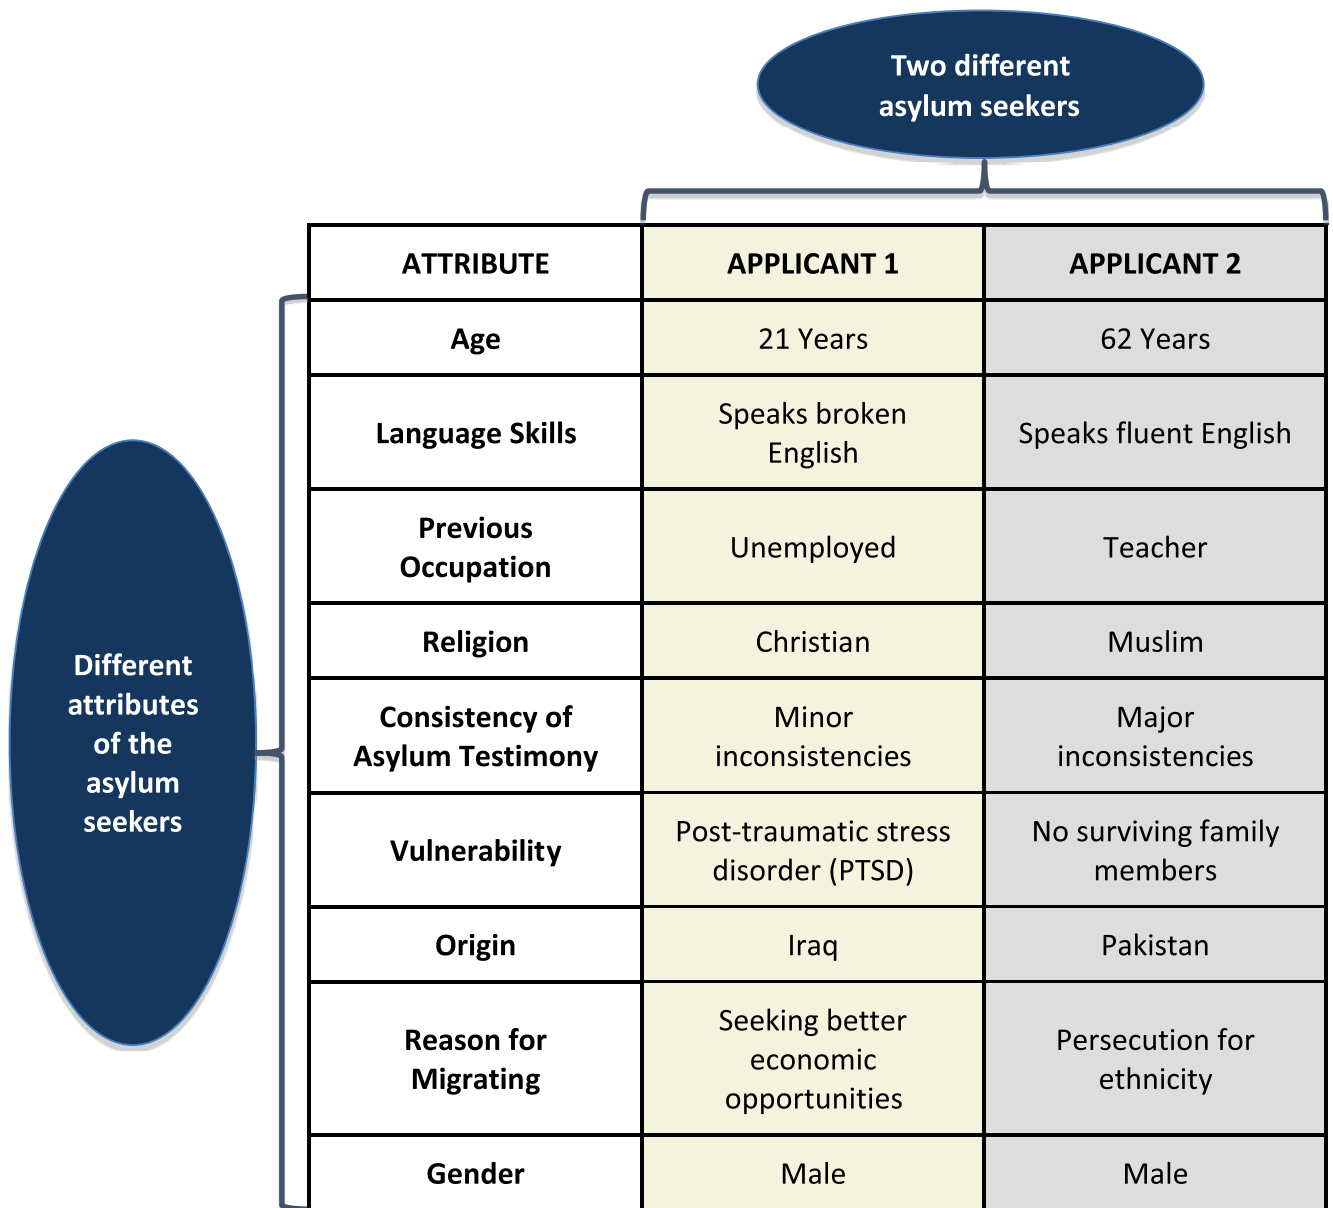 Two different
asylum seekers
ATTRIBUTE
APPLICANT 1
APPLICANT 2
Age
21 Years
62 Years
Language Skills
Speaks broken
English
Speaks fluent English
Previous
Occupation
Unemployed
Teacher
Religion
Christian
Muslim
Consistency of
Asylum Testimony
Minor
inconsistencies
Major
inconsistencies
Vulnerability
Post-traumatic stress
disorder (PTSD)
No surviving family
members
Origin
Iraq
Pakistan
Reason for
Migrating
Seeking better
economic
opportunities
Persecution for
ethnicity
Gender
Male
Male
Different
attributes
of the
asylum
seekers